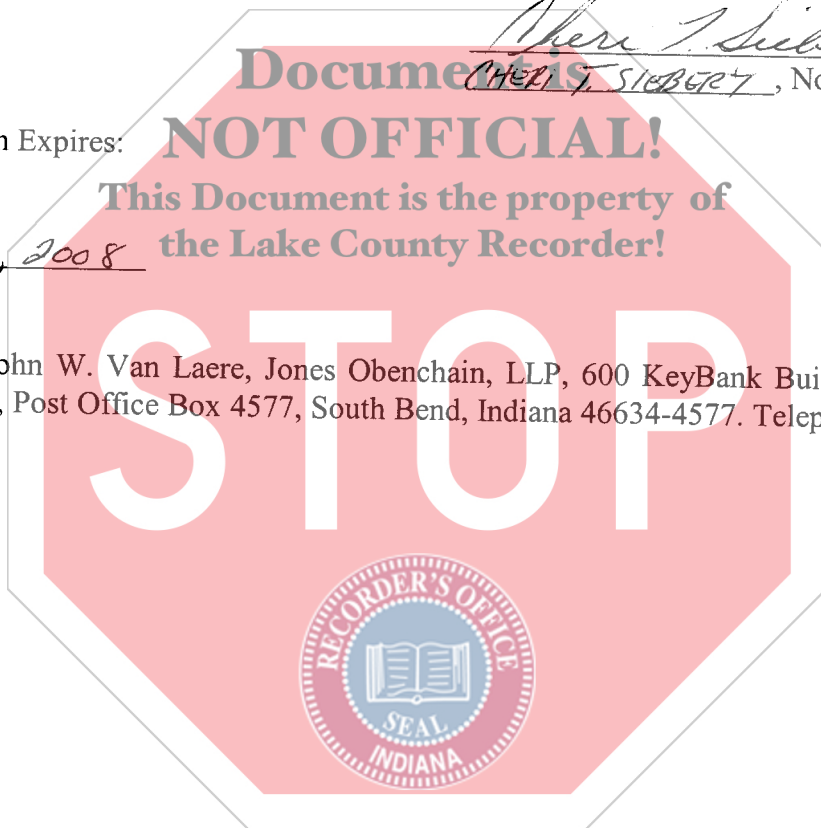 Cheri T. Sieb
Document is
CHERI T. SIEBERT, No
NOT OFFICIAL!
n Expires:
This Document is the property of
the Lake County Recorder!
, 2008
STOP
ohn W. Van Laere, Jones Obenchain, LLP, 600 KeyBank Bui
, Post Office Box 4577, South Bend, Indiana 46634-4577. Telep
RECORDER'S OFFICE
SEAL
INDIANA